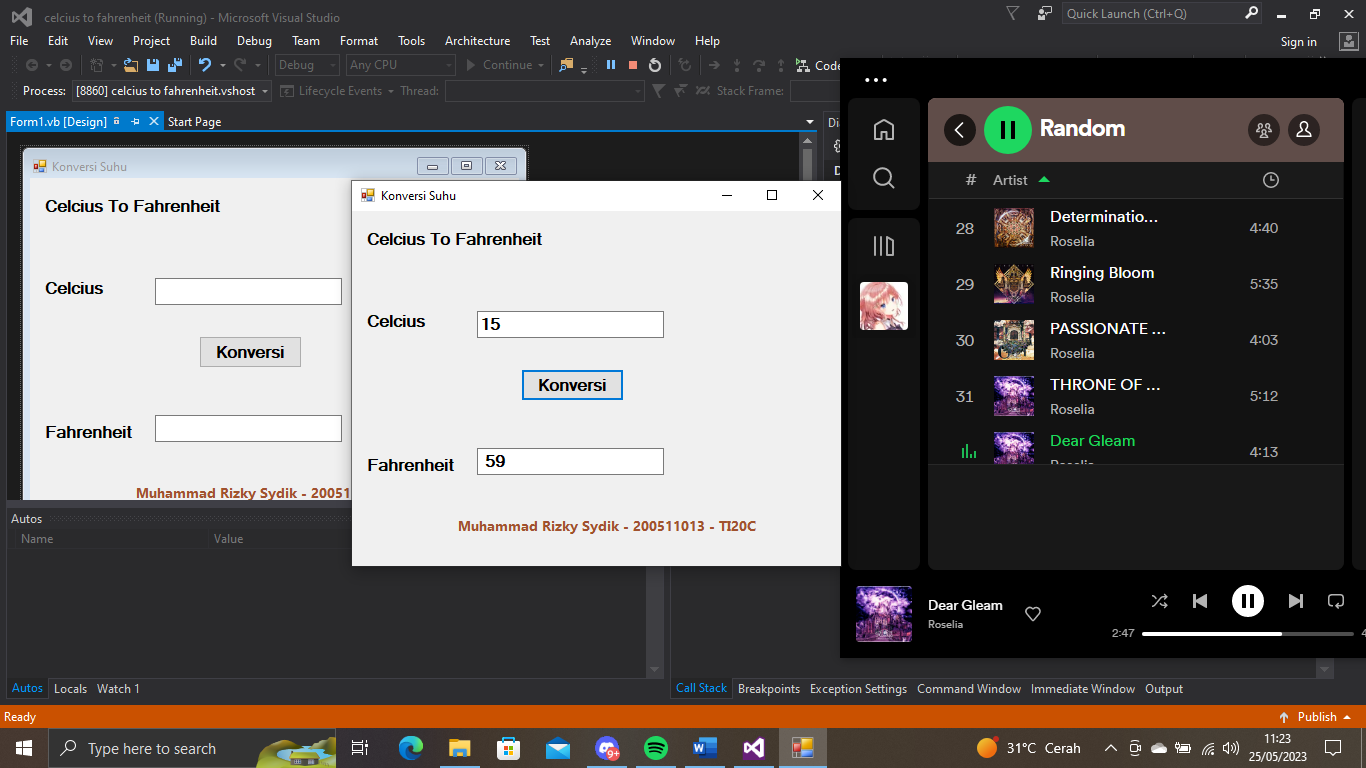 celcius to fahrenheit (Running) - Microsoft Visual Studio
Quick Launch (Ctrl+Q)
File Edit View Project Build Debug Team Format Tools Architecture Test Analyze Window Help
Sign in
Debug Any CPU Continue Code
Process: [8860] celcius to fahrenheit.vshost Lifecycle Events Thread: Stack Frame:
Form1.vb [Design] Start Page
Konversi Suhu
Celcius To Fahrenheit
Celcius
Konversi
Fahrenheit
Muhammad Rizky Sydik - 20051
Konversi Suhu
Celcius To Fahrenheit
Celcius 15
Konversi
Fahrenheit 59
Muhammad Rizky Sydik - 200511013 - TI20C
Random
# Artist
28 Determinatio... 4:40
Roselia
29 Ringing Bloom 5:35
Roselia
30 PASSIONATE ... 4:03
Roselia
31 THRONE OF ... 5:12
Roselia
Dear Gleam 4:13
Roselia
Dear Gleam
Roselia
2:47
Autos
Name Value
Autos Locals Watch 1
Call Stack Breakpoints Exception Settings Command Window Immediate Window Output
Ready
Publish
Type here to search
9+
31°C Cerah
11:23
25/05/2023